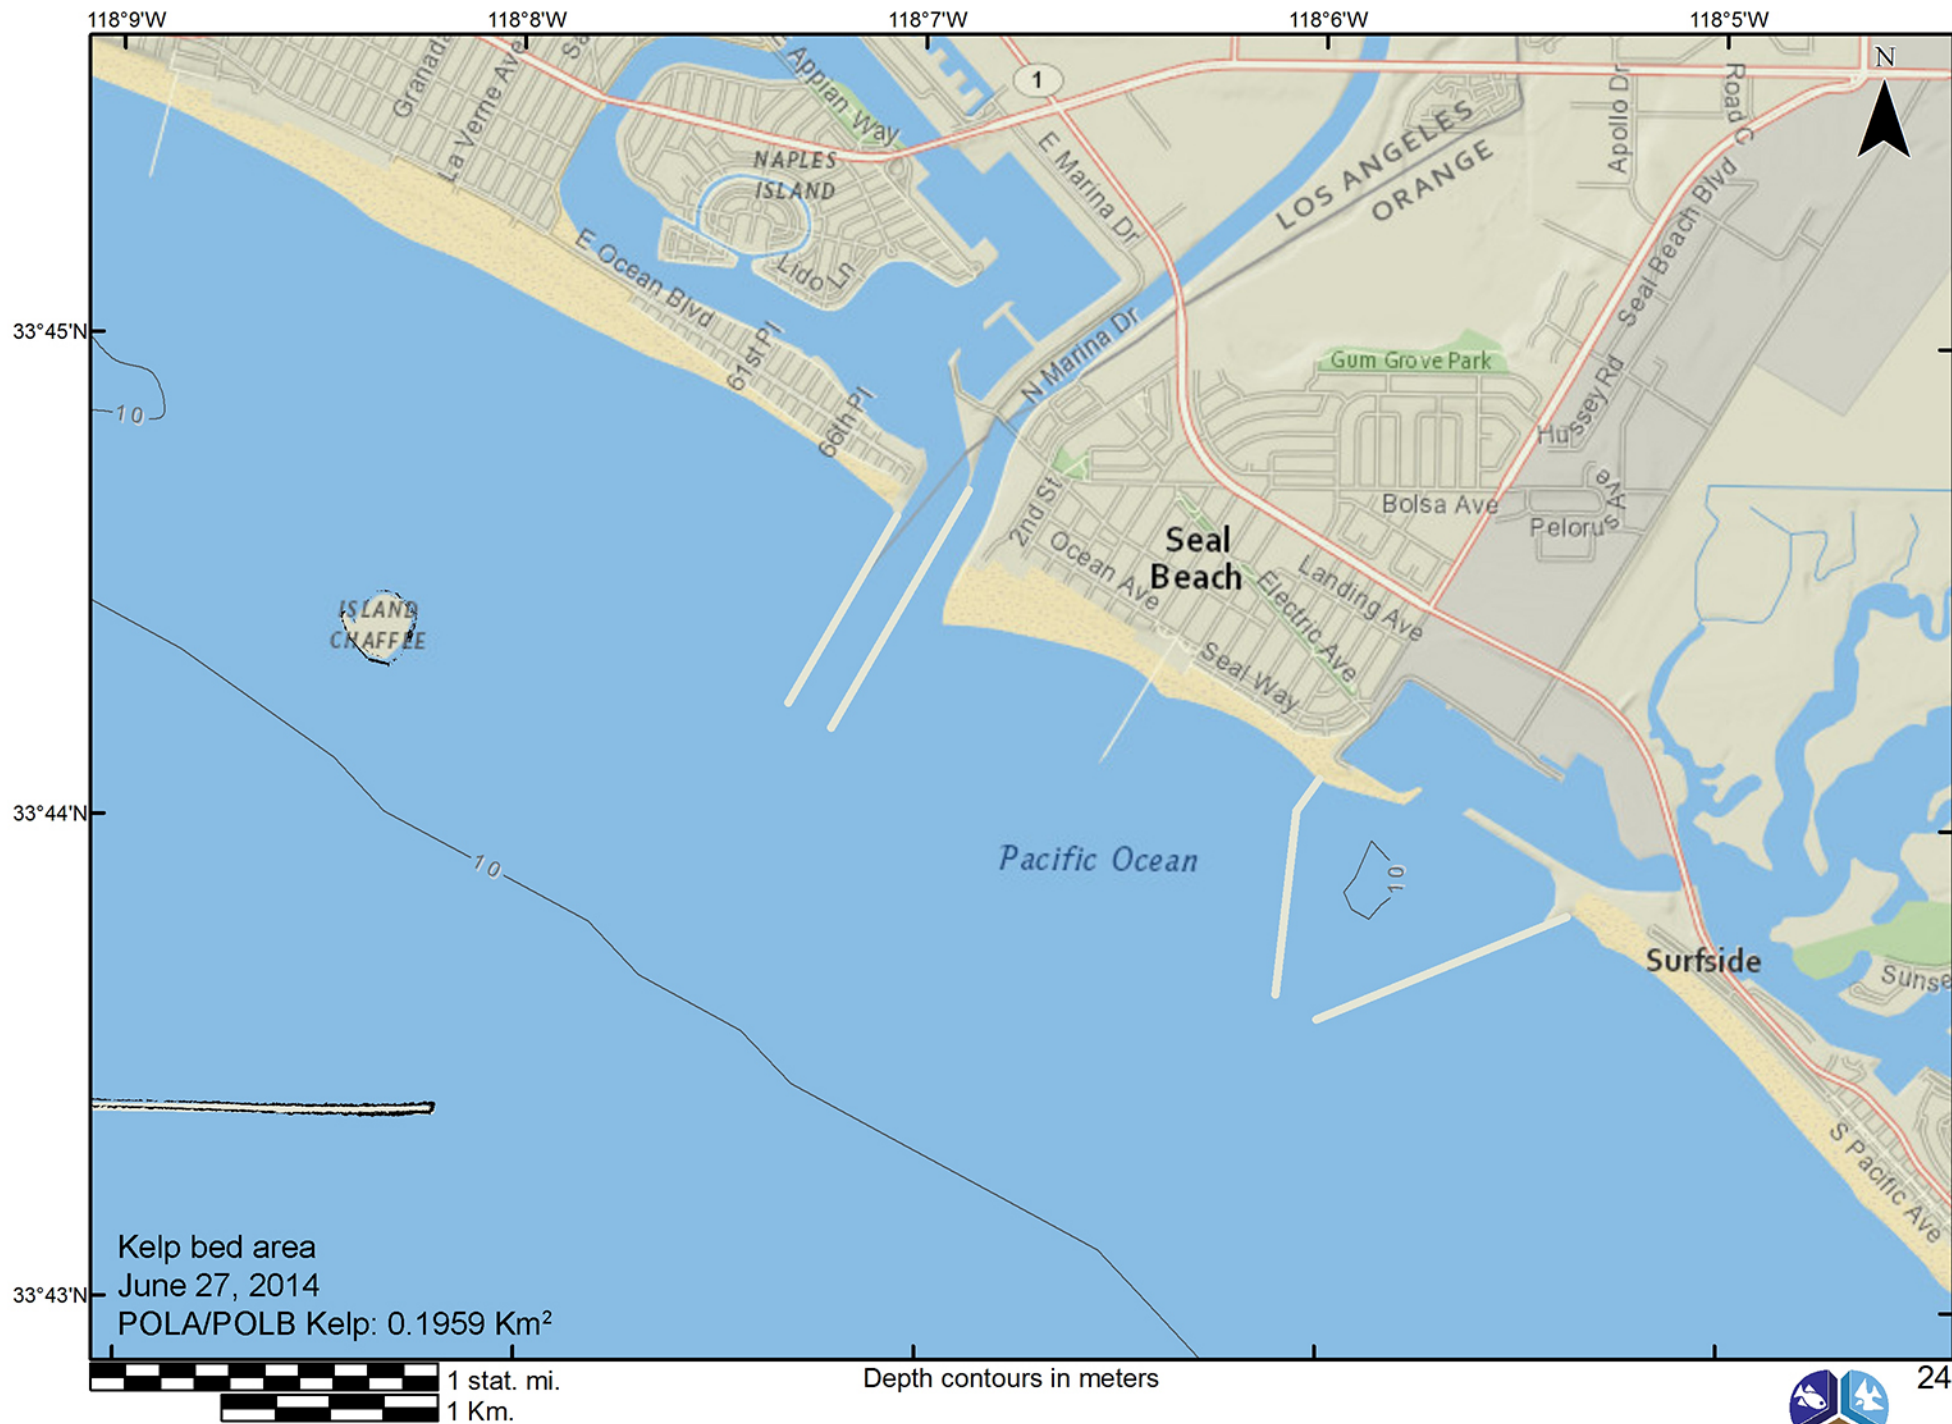 118°9'W 118°8'W 118°7'W 118°6'W 118°5'W
N
1
Granada
La Verne Ave
E Appian Way
NAPLES
ISLAND
E Marina Dr
LOS ANGELES
ORANGE
Apollo Dr
Road C
Seal Beach Blvd
E Ocean Blvd
Lido Ln
33°45'N
61st Pl
N Marina Dr
Gum Grove Park
10
66th Pl
Hussey Rd
2nd St
Bolsa Ave
Pelorus Ave
Seal
Beach
Ocean Ave
Landing Ave
Electric Ave
ISLAND
CHAFFEE
Seal Way
33°44'N
10
Pacific Ocean
10
Surfside
Sunse
S Pacific Ave
Kelp bed area
June 27, 2014
POLA/POLB Kelp: 0.1959 Km²
33°43'N
1 stat. mi.
1 Km.
Depth contours in meters
24